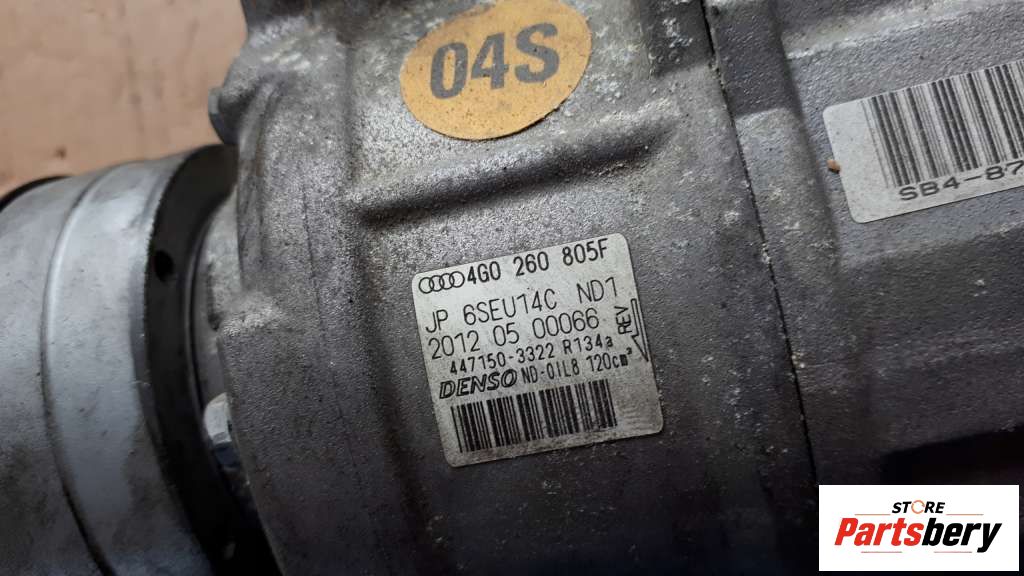 04S
SB4-87
4G0 260 805F
JP 6SEU14C ND1
2012 05 00066
REV
447150-3322 R134a
DENSO ND-OIL8 120cm³
STORE
Partsbery